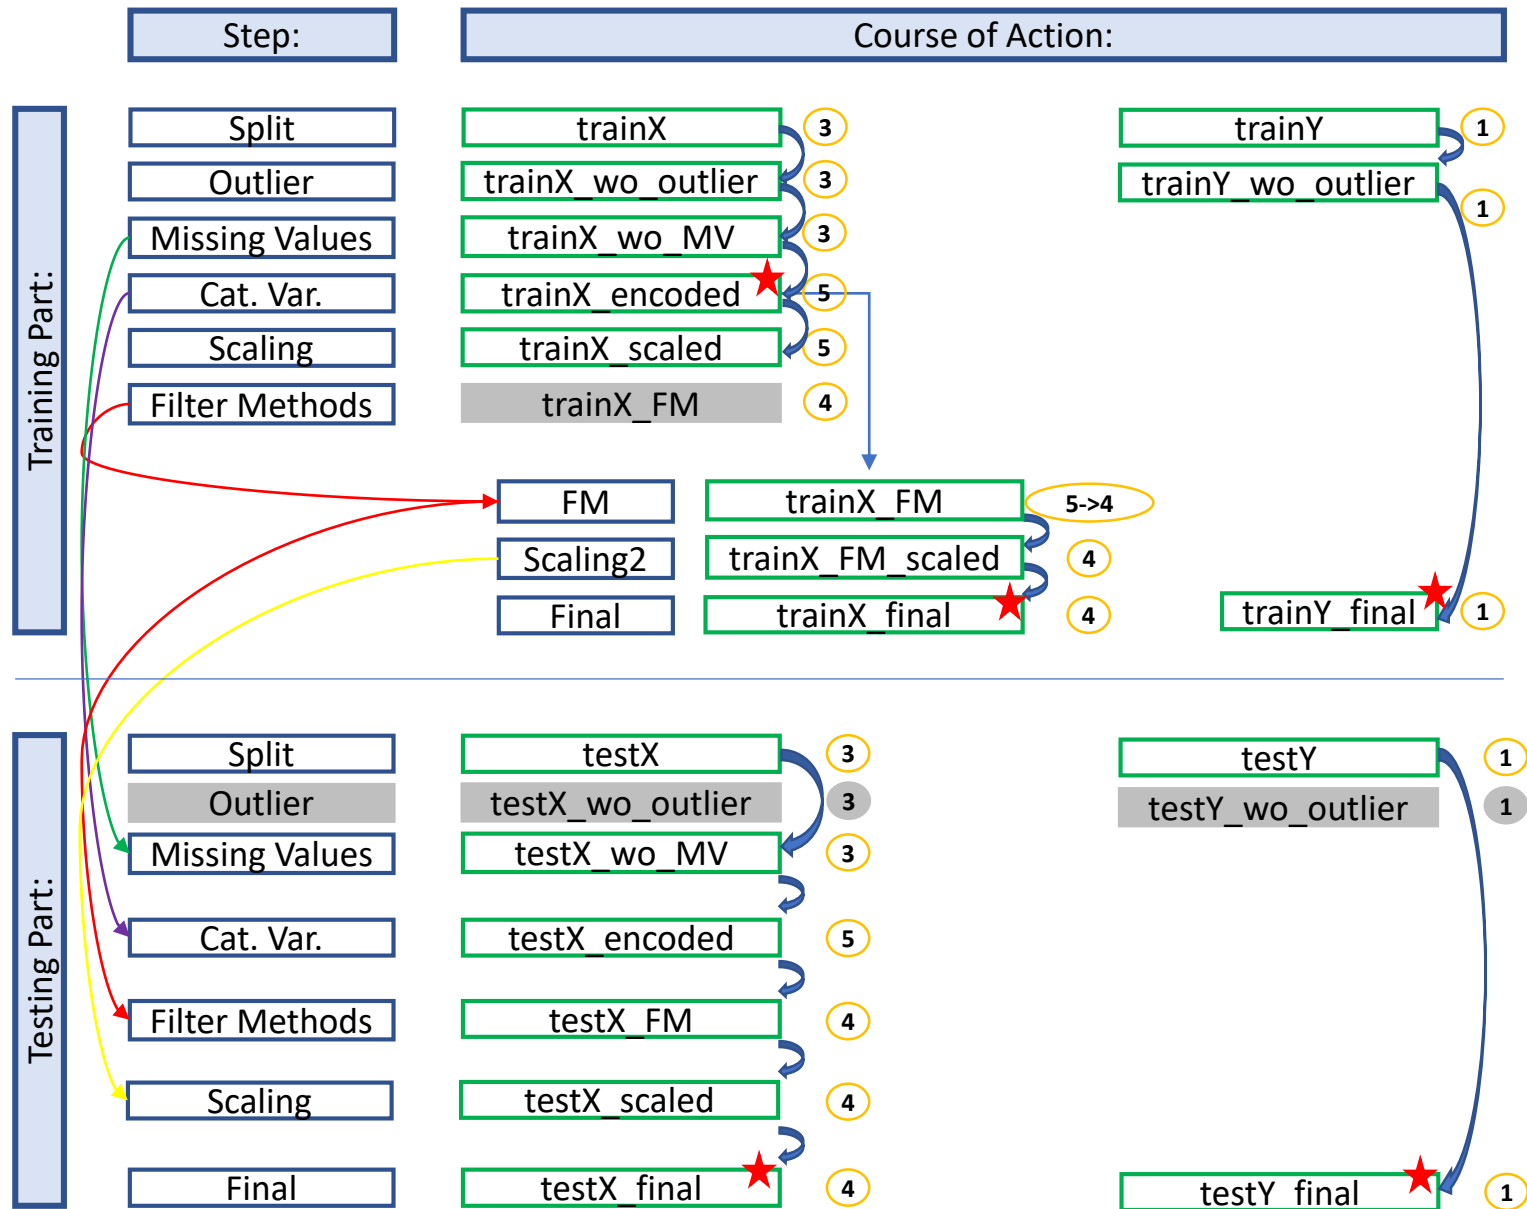 Step:
Course of Action:
Training Part:
Split
trainX
3
trainY
1
Outlier
trainX_wo_outlier
3
trainY_wo_outlier
1
Missing Values
trainX_wo_MV
3
Cat. Var.
trainX_encoded
5
Scaling
trainX_scaled
5
Filter Methods
trainX_FM
4
FM
trainX_FM
5->4
Scaling2
trainX_FM_scaled
4
Final
trainX_final
4
trainY_final
1
Testing Part:
Split
testX
3
testY
1
Outlier
testX_wo_outlier
3
testY_wo_outlier
1
Missing Values
testX_wo_MV
3
Cat. Var.
testX_encoded
5
Filter Methods
testX_FM
4
Scaling
testX_scaled
4
Final
testX_final
4
testY_final
1